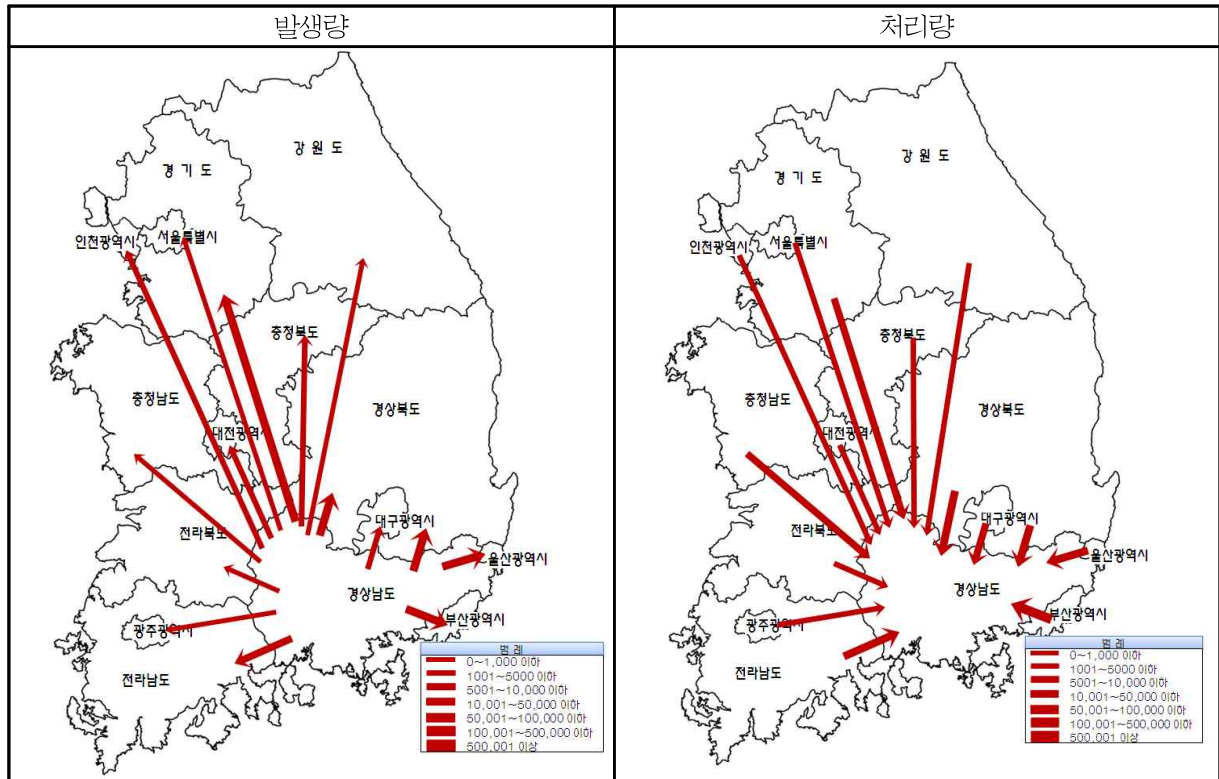 발생량
처리량
강 원 도
경 기 도
인천광역시
서울특별시
충청북도
충청남도
경상북도
대전광역시
대구광역시
전라북도
울산광역시
경상남도
부산광역시
광주광역시
전라남도
범 례
0~1,000 이하
1001~5000 이하
5001~10,000 이하
10,001~50,000 이하
50,001~100,000 이하
100,001~500,000 이하
500,001 이상
강 원 도
경 기 도
인천광역시
서울특별시
충청북도
충청남도
경상북도
대전광역시
대구광역시
전라북도
울산광역시
경상남도
부산광역시
광주광역시
전라남도
범 례
0~1,000 이하
1001~5000 이하
5001~10,000 이하
10,001~50,000 이하
50,001~100,000 이하
100,001~500,000 이하
500,001 이상